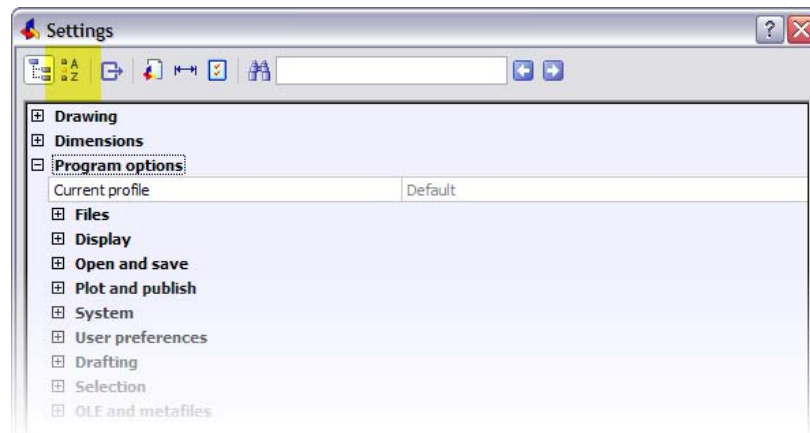 Settings
A
Z
Drawing
Dimensions
Program options
Current profile Default
Files
Display
Open and save
Plot and publish
System
User preferences
Drafting
Selection
OLE and metafiles